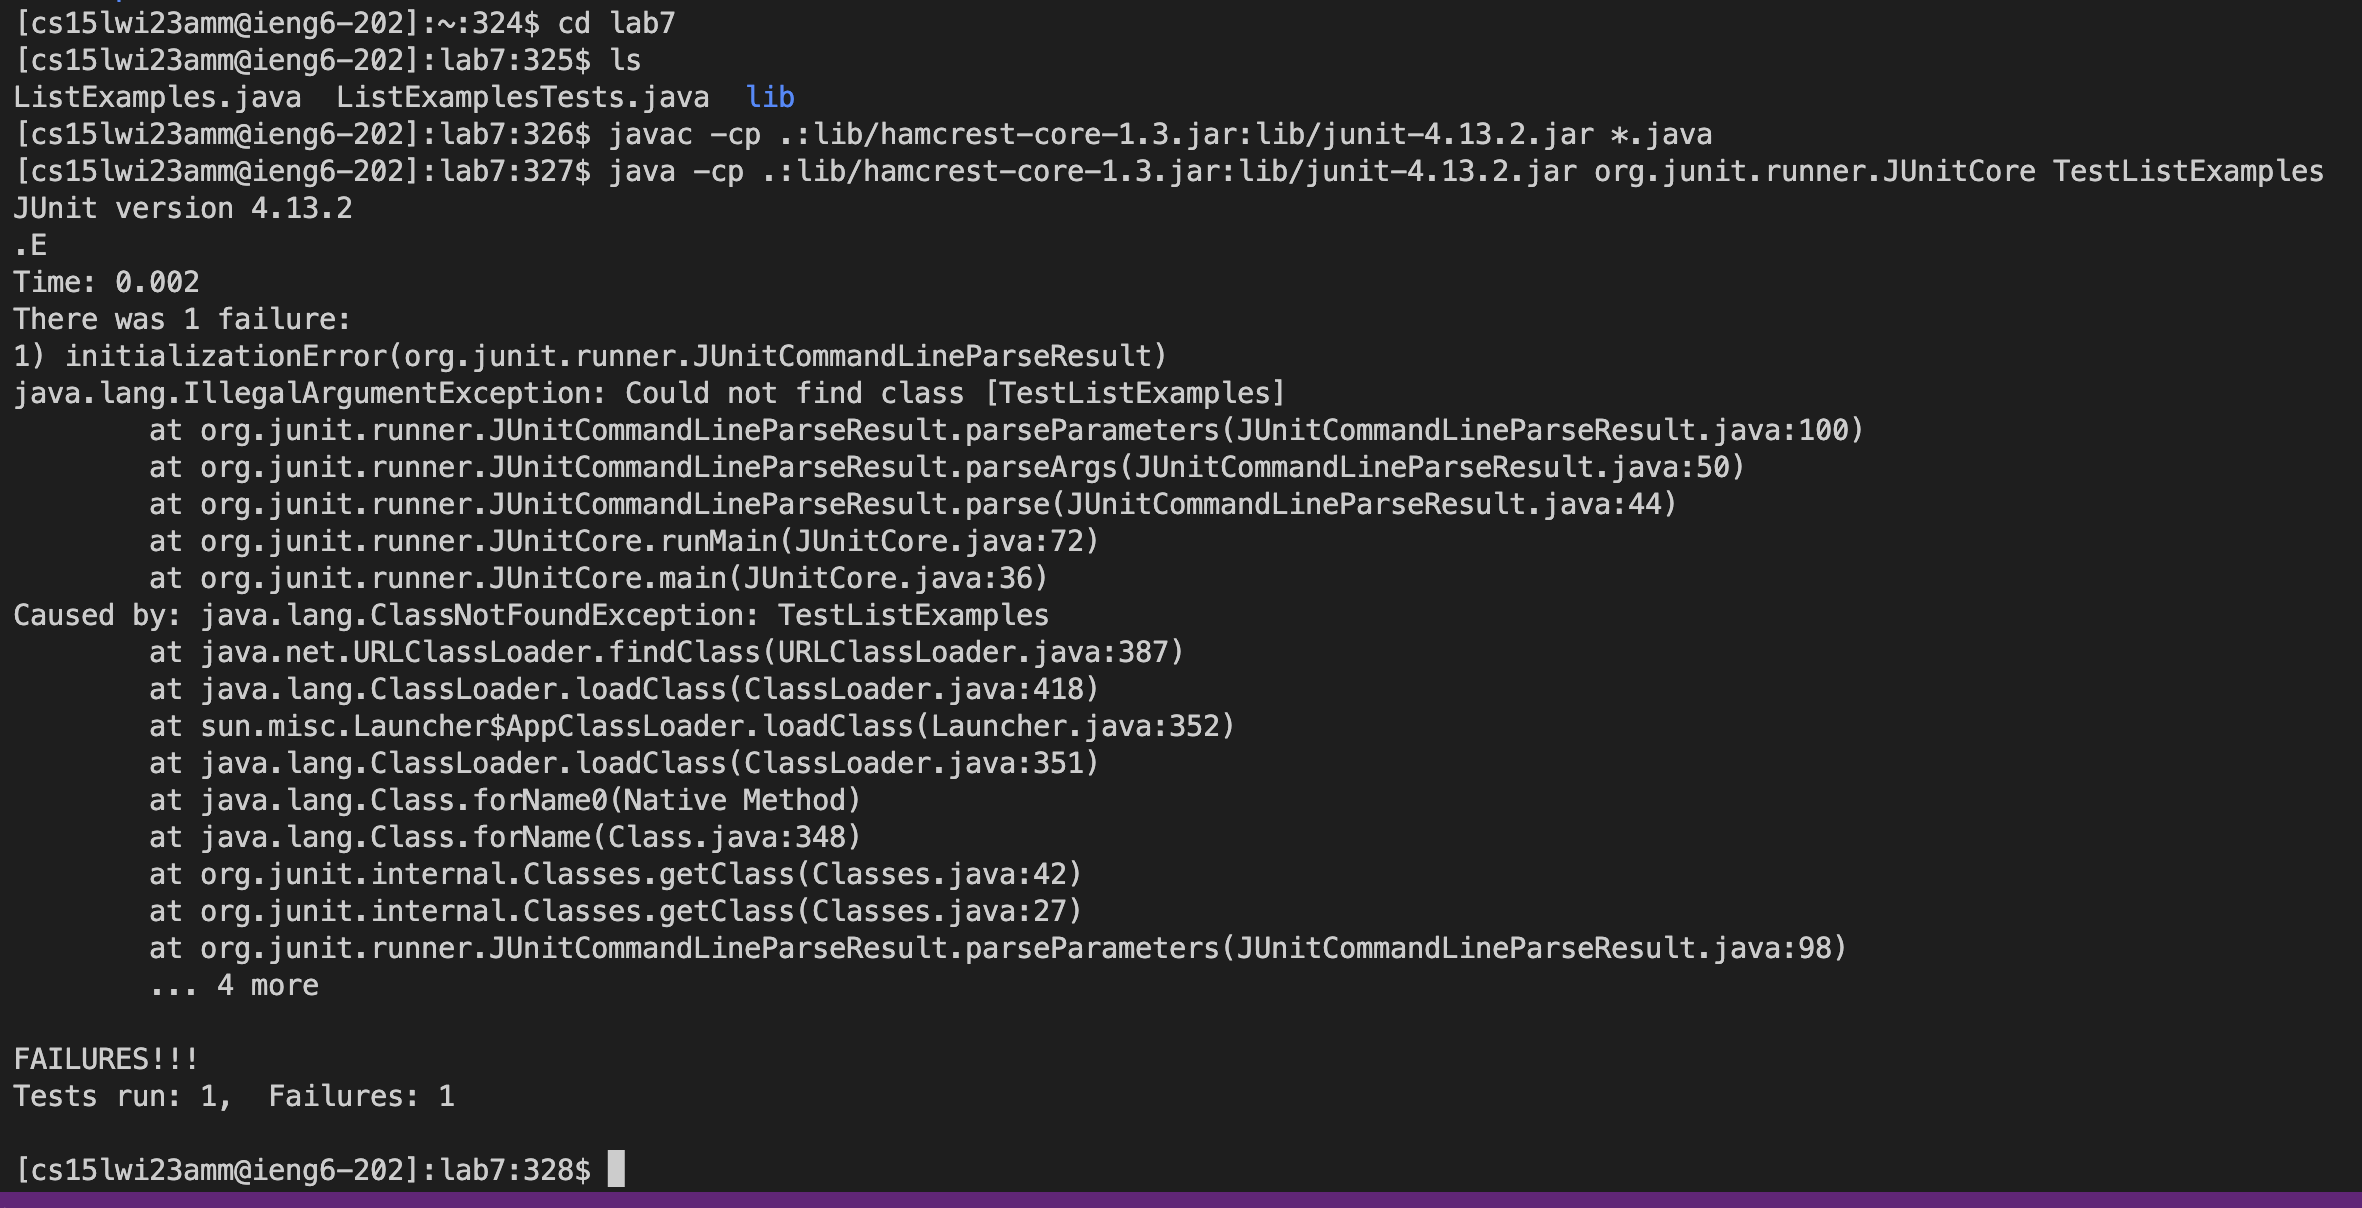 [cs15lwi23amm@ieng6-202]:~:324$ cd lab7
[cs15lwi23amm@ieng6-202]:lab7:325$ ls
ListExamples.java  ListExamplesTests.java  lib
[cs15lwi23amm@ieng6-202]:lab7:326$ javac -cp .:lib/hamcrest-core-1.3.jar:lib/junit-4.13.2.jar *.java
[cs15lwi23amm@ieng6-202]:lab7:327$ java -cp .:lib/hamcrest-core-1.3.jar:lib/junit-4.13.2.jar org.junit.runner.JUnitCore TestListExamples
JUnit version 4.13.2
.E
Time: 0.002
There was 1 failure:
1) initializationError(org.junit.runner.JUnitCommandLineParseResult)
java.lang.IllegalArgumentException: Could not find class [TestListExamples]
        at org.junit.runner.JUnitCommandLineParseResult.parseParameters(JUnitCommandLineParseResult.java:100)
        at org.junit.runner.JUnitCommandLineParseResult.parseArgs(JUnitCommandLineParseResult.java:50)
        at org.junit.runner.JUnitCommandLineParseResult.parse(JUnitCommandLineParseResult.java:44)
        at org.junit.runner.JUnitCore.runMain(JUnitCore.java:72)
        at org.junit.runner.JUnitCore.main(JUnitCore.java:36)
Caused by: java.lang.ClassNotFoundException: TestListExamples
        at java.net.URLClassLoader.findClass(URLClassLoader.java:387)
        at java.lang.ClassLoader.loadClass(ClassLoader.java:418)
        at sun.misc.Launcher$AppClassLoader.loadClass(Launcher.java:352)
        at java.lang.ClassLoader.loadClass(ClassLoader.java:351)
        at java.lang.Class.forName0(Native Method)
        at java.lang.Class.forName(Class.java:348)
        at org.junit.internal.Classes.getClass(Classes.java:42)
        at org.junit.internal.Classes.getClass(Classes.java:27)
        at org.junit.runner.JUnitCommandLineParseResult.parseParameters(JUnitCommandLineParseResult.java:98)
        ... 4 more

FAILURES!!!
Tests run: 1,  Failures: 1

[cs15lwi23amm@ieng6-202]:lab7:328$